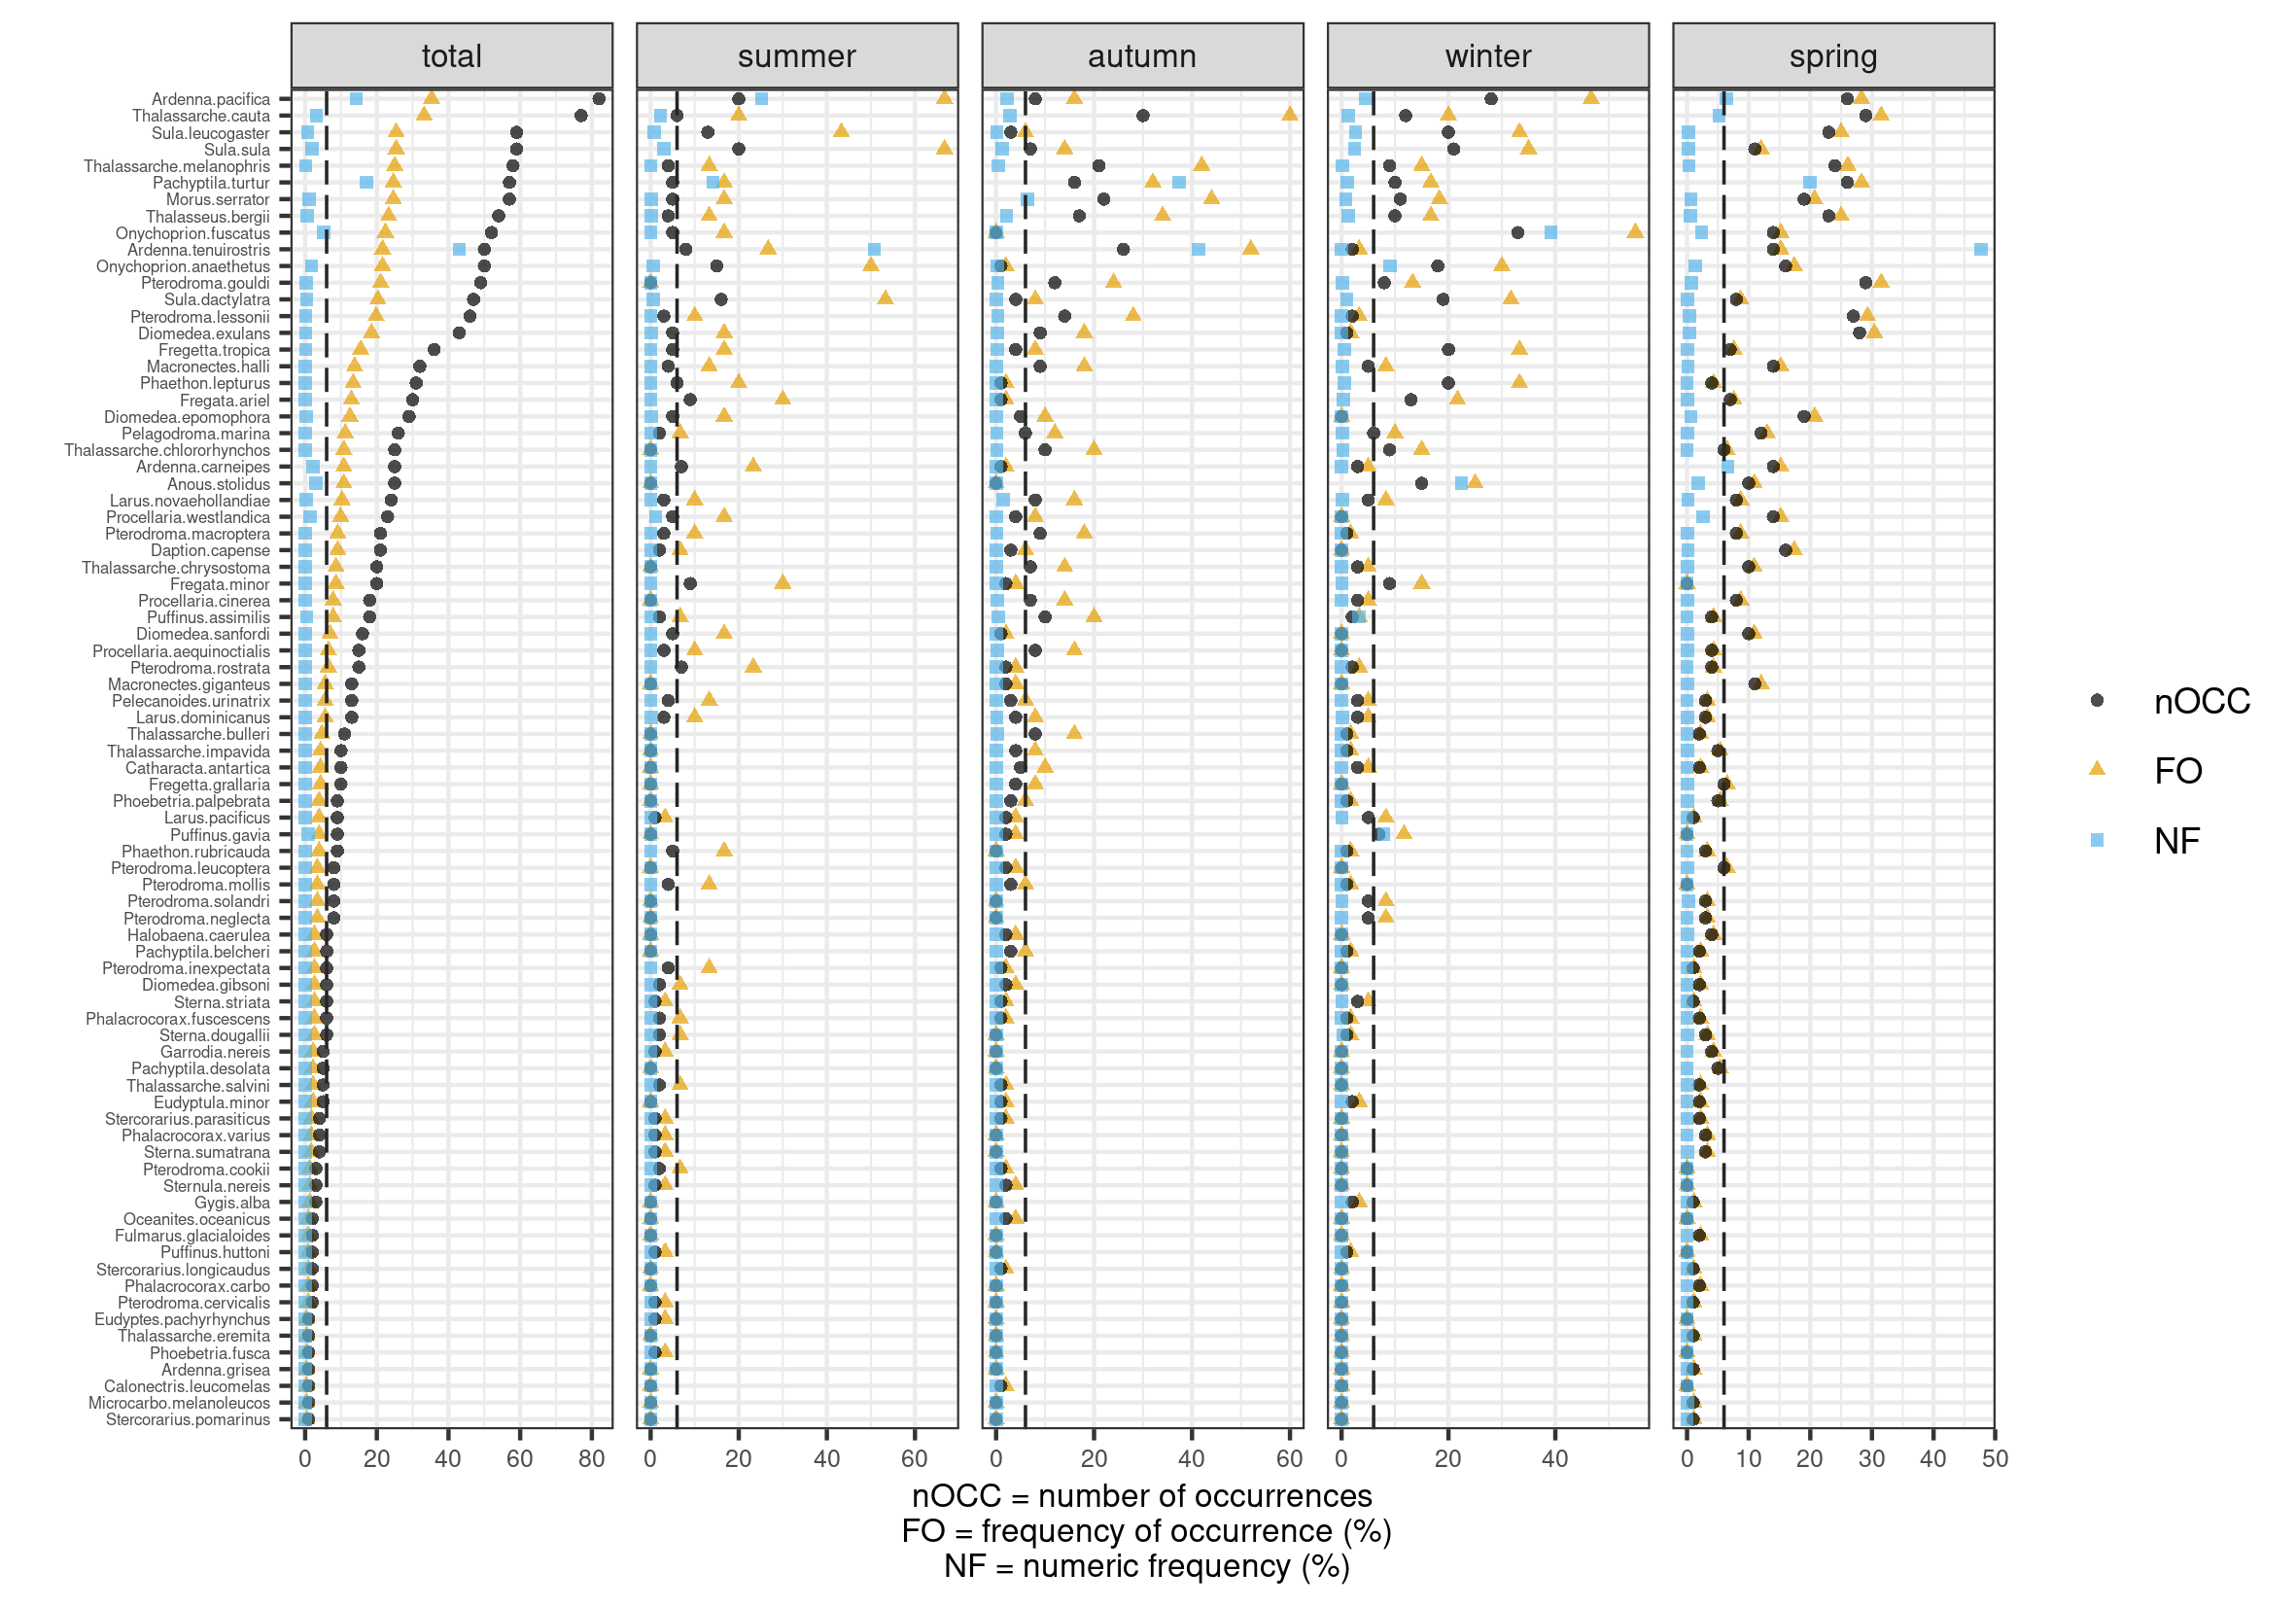 total summer autumn winter spring
Ardenna.pacifica
Thalassarche.cauta
Sula.leucogaster
Sula.sula
Thalassarche.melanophris
Pachyptila.turtur
Morus.serrator
Thalasseus.bergii
Onychoprion.fuscatus
Ardenna.tenuirostris
Onychoprion.anaethetus
Pterodroma.gouldi
Sula.dactylatra
Pterodroma.lessonii
Diomedea.exulans
Fregetta.tropica
Macronectes.halli
Phaethon.lepturus
Fregata.ariel
Diomedea.epomophora
Pelagodroma.marina
Thalassarche.chlororhynchos
Ardenna.carneipes
Anous.stolidus
Larus.novaehollandiae
Procellaria.westlandica
Pterodroma.macroptera
Daption.capense
Thalassarche.chrysostoma
Fregata.minor
Procellaria.cinerea
Puffinus.assimilis
Diomedea.sanfordi
Procellaria.aequinoctialis
Pterodroma.rostrata
Macronectes.giganteus
Pelecanoides.urinatrix
Larus.dominicanus
Thalassarche.bulleri
Thalassarche.impavida
Catharacta.antartica
Fregetta.grallaria
Phoebetria.palpebrata
Larus.pacificus
Puffinus.gavia
Phaethon.rubricauda
Pterodroma.leucoptera
Pterodroma.mollis
Pterodroma.solandri
Pterodroma.neglecta
Halobaena.caerulea
Pachyptila.belcheri
Pterodroma.inexpectata
Diomedea.gibsoni
Sterna.striata
Phalacrocorax.fuscescens
Sterna.dougallii
Garrodia.nereis
Pachyptila.desolata
Thalassarche.salvini
Eudyptula.minor
Stercorarius.parasiticus
Phalacrocorax.varius
Sterna.sumatrana
Pterodroma.cookii
Sternula.nereis
Gygis.alba
Oceanites.oceanicus
Fulmarus.glacialoides
Puffinus.huttoni
Stercorarius.longicaudus
Phalacrocorax.carbo
Pterodroma.cervicalis
Eudyptes.pachyrhynchus
Thalassarche.eremita
Phoebetria.fusca
Ardenna.grisea
Calonectris.leucomelas
Microcarbo.melanoleucos
Stercorarius.pomarinus
0 20 40 60 80 0 20 40 60 0 20 40 60 0 20 40 0 10 20 30 40 50
nOCC = number of occurrences
FO = frequency of occurrence (%)
NF = numeric frequency (%)
nOCC
FO
NF